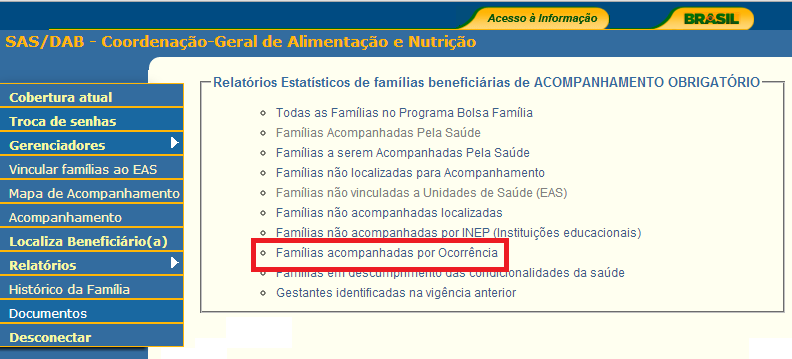 Acesso à Informação
BRASIL
SAS/DAB - Coordenação-Geral de Alimentação e Nutrição
Cobertura atual
Troca de senhas
Gerenciadores
Vincular famílias ao EAS
Mapa de Acompanhamento
Acompanhamento
Localiza Beneficiário(a)
Relatórios
Histórico da Família
Documentos
Desconectar
Relatórios Estatísticos de famílias beneficiárias de ACOMPANHAMENTO OBRIGATÓRIO
Todas as Famílias no Programa Bolsa Família
Famílias Acompanhadas Pela Saúde
Famílias a serem Acompanhadas Pela Saúde
Famílias não localizadas para Acompanhamento
Famílias não vinculadas a Unidades de Saúde (EAS)
Famílias não acompanhadas localizadas
Famílias não acompanhadas por INEP (Instituições educacionais)
Famílias acompanhadas por Ocorrência
Famílias em descumprimento das condicionalidades da saúde
Gestantes identificadas na vigência anterior